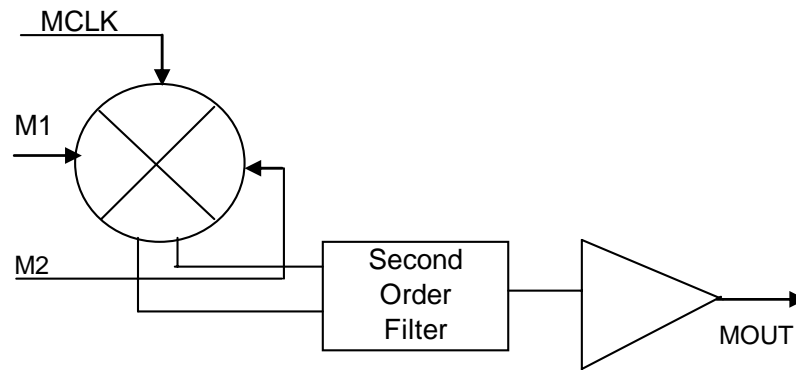 MCLK
M1
M2
Second
Order
Filter
MOUT